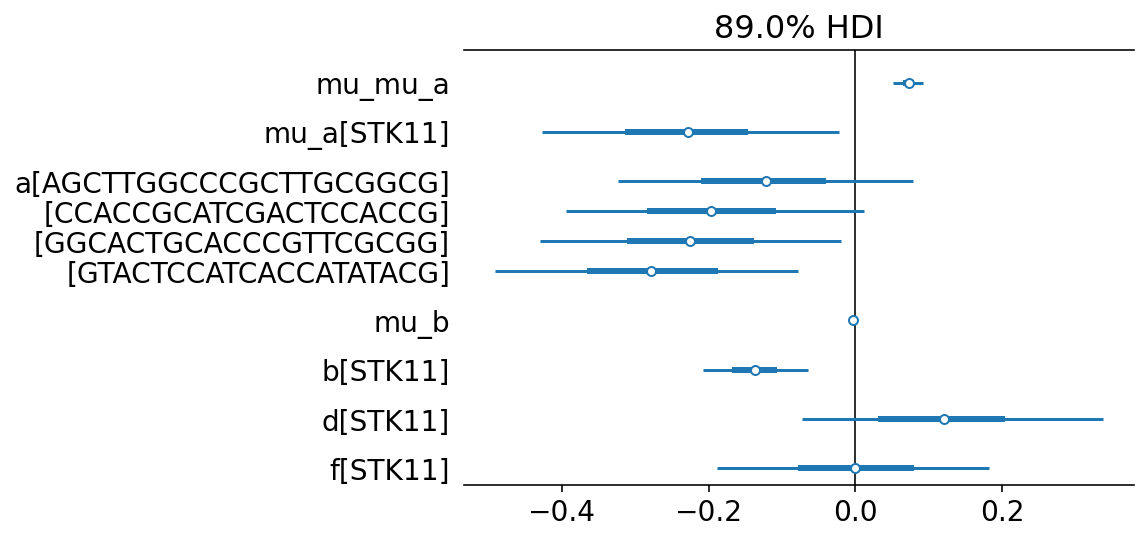 89.0% HDI
mu_mu_a
mu_a[STK11]
a[AGCTTGGCCCGCTTGCGGCG]
[CCACCGCATCGACTCCACCG]
[GGCACTGCACCCGTTCGCGG]
[GTACTCCATCACCATATACG]
mu_b
b[STK11]
d[STK11]
f[STK11]
−0.4 −0.2 0.0 0.2